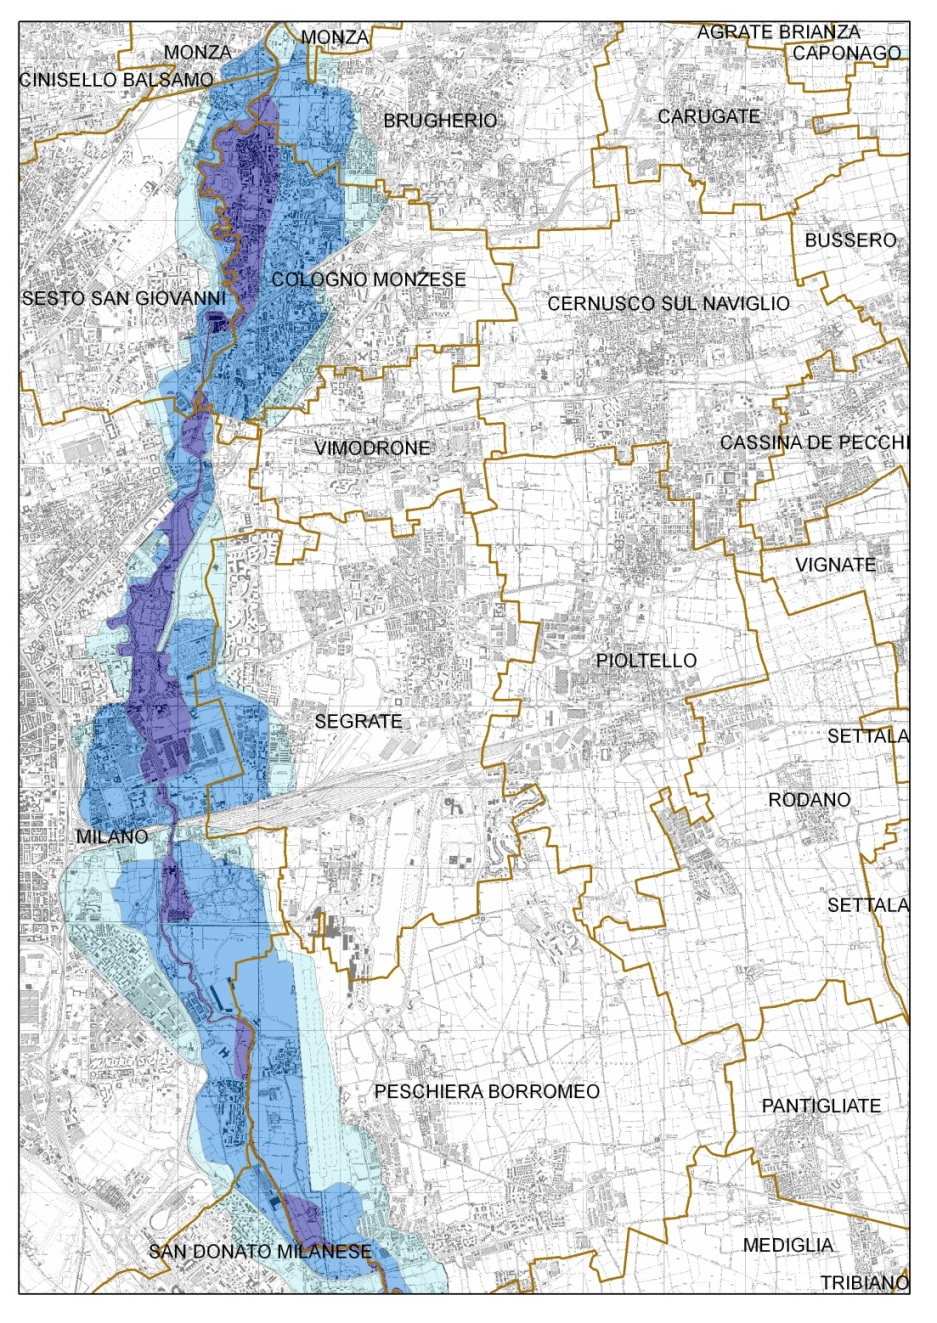 AGRATE BRIANZA
MONZA
MONZA
CAPONAGO
CINISELLO BALSAMO
BRUGHERIO
CARUGATE
BUSSERO
COLOGNO MONZESE
SESTO SAN GIOVANNI
CERNUSCO SUL NAVIGLIO
VIMODRONE
CASSINA DE PECCHI
VIGNATE
PIOLTELLO
SEGRATE
SETTALA
RODANO
MILANO
SETTALA
PESCHIERA BORROMEO
PANTIGLIATE
MEDIGLIA
SAN DONATO MILANESE
TRIBIANO